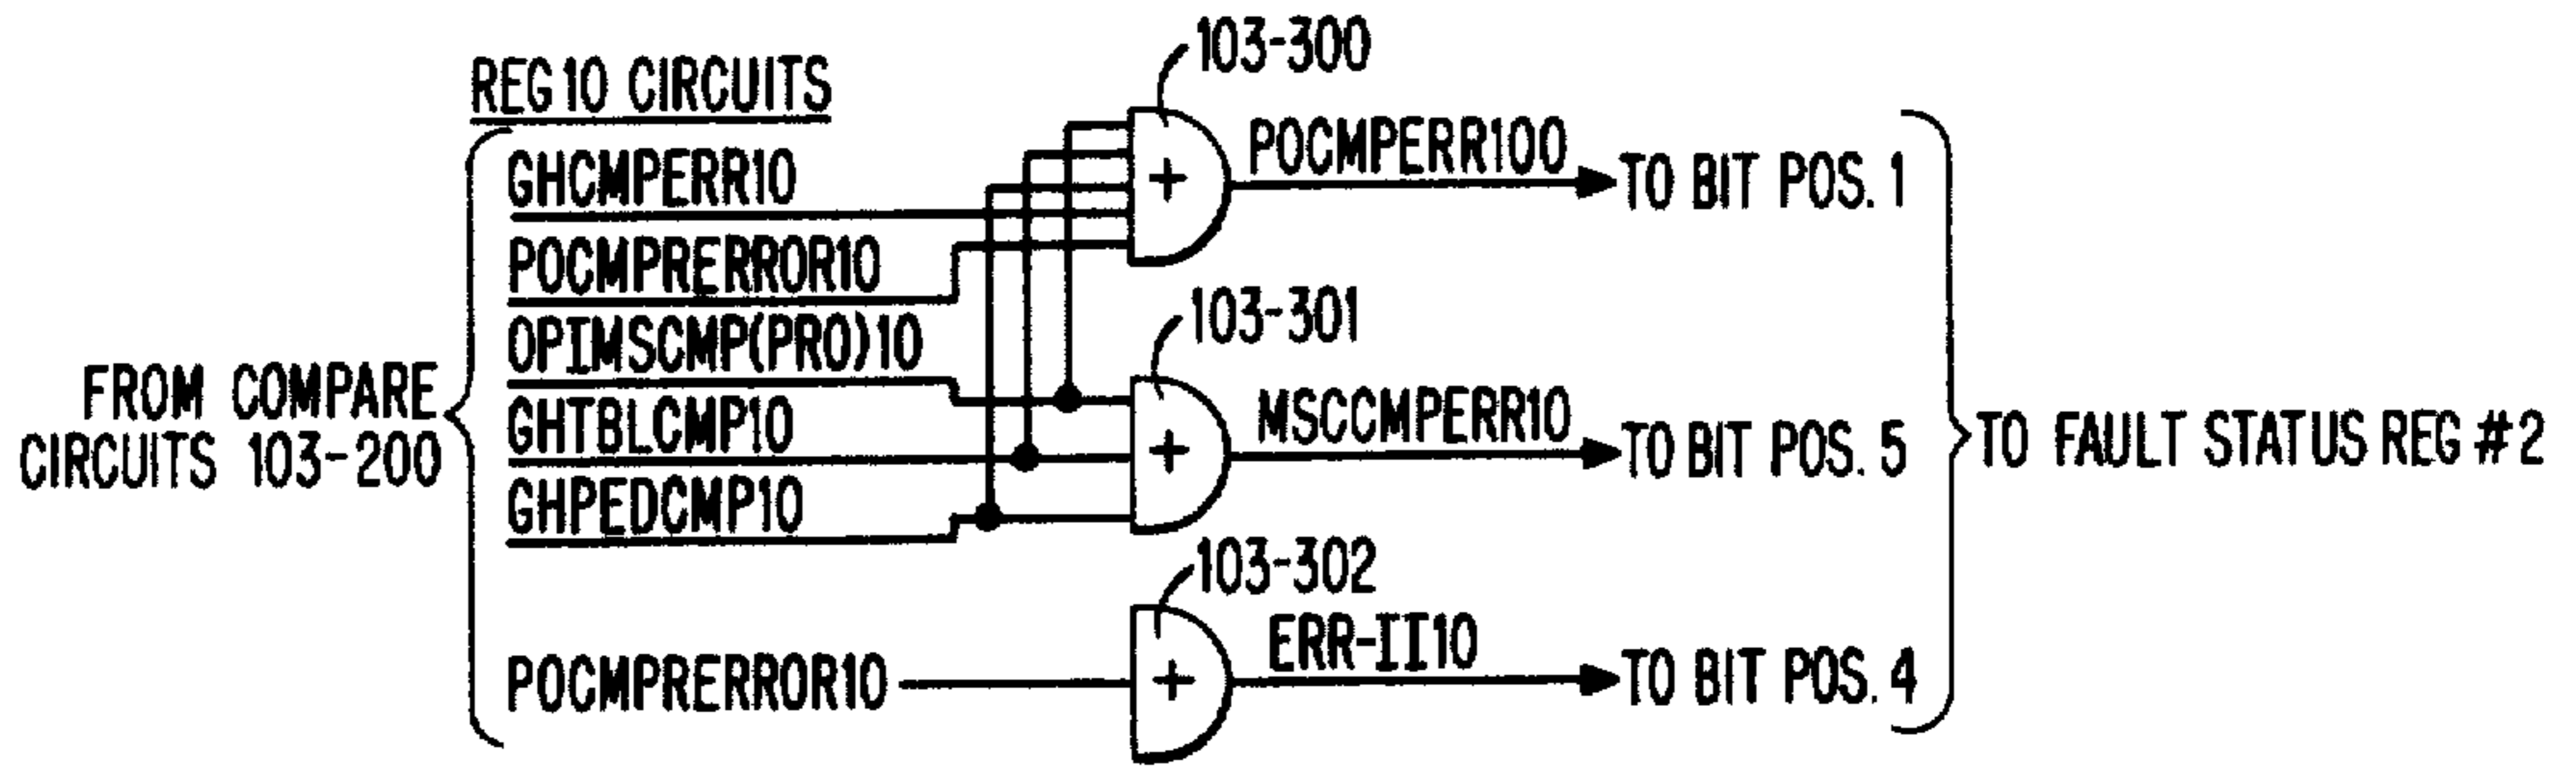 103-300
REG 10 CIRCUITS
GHCMPERR10
POCMPERR100
TO BIT POS. 1
POCMPRERROR10
103-301
OPIMSCMP(PRO)10
FROM COMPARE
CIRCUITS 103-200
GHTBLCMP10
MSCCMPERR10
TO BIT POS. 5
TO FAULT STATUS REG #2
GHPEDCMP10
103-302
POCMPRERROR10
ERR-II10
TO BIT POS. 4
+
+
+